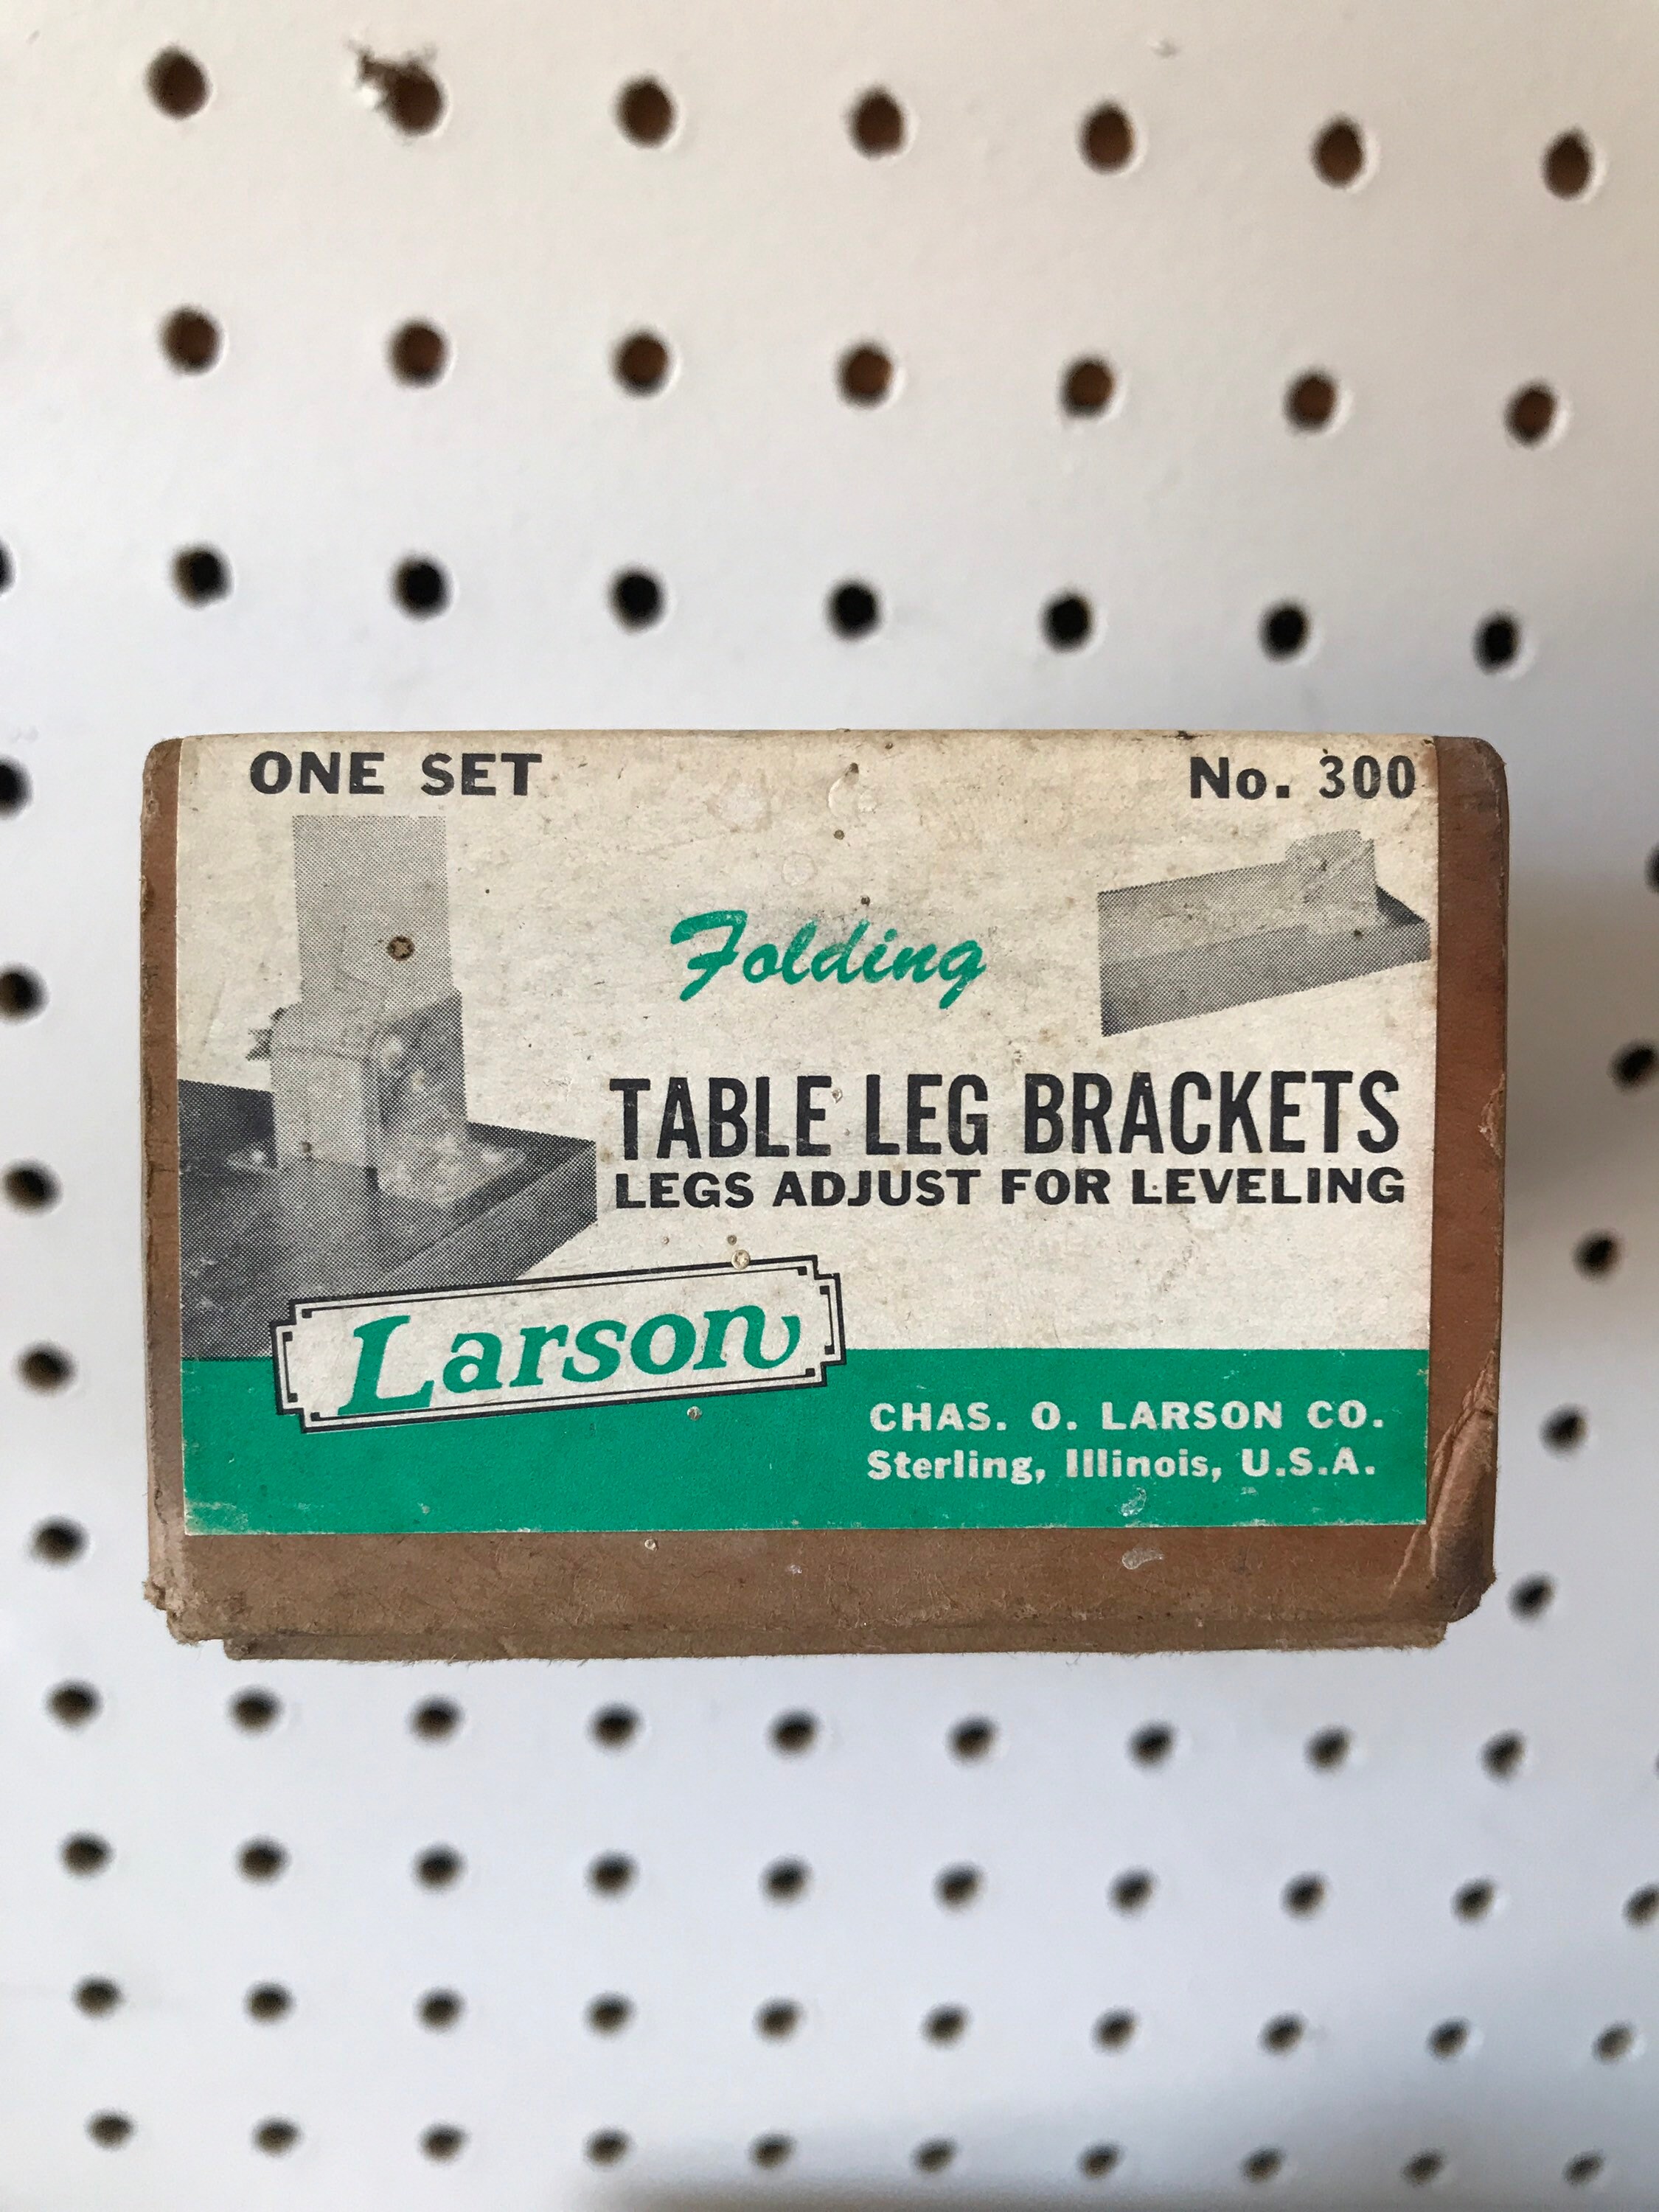 ONE SET
No. 300
Folding
TABLE LEG BRACKETS
LEGS ADJUST FOR LEVELING
Larson
CHAS. O. LARSON CO.
Sterling, Illinois, U.S.A.